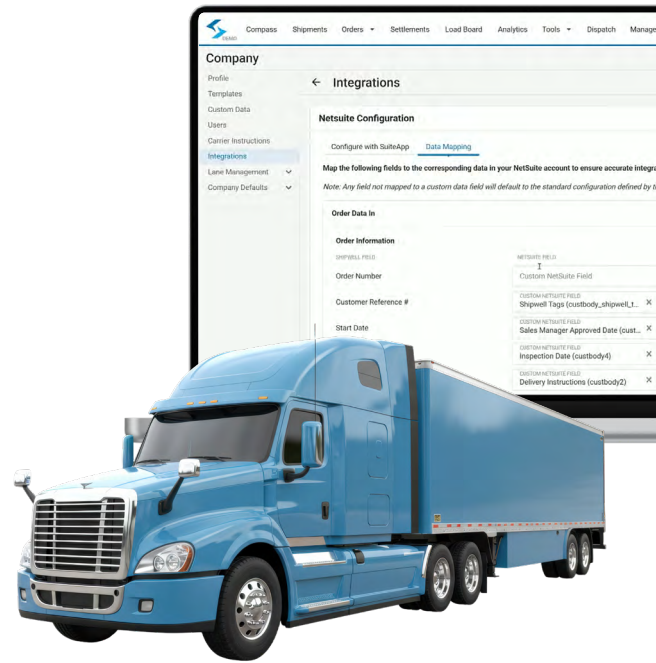 Compass Shipments Orders Settlements Load Board Analytics Tools Dispatch Manage
Company
Profile
Templates
Custom Data
Users
Carrier Instructions
Integrations
Lane Management
Company Defaults
Integrations
Netsuite Configuration
Configure with SuiteApp Data Mapping
Map the following fields to the corresponding data in your NetSuite account to ensure accurate integra
Note: Any field not mapped to a custom data field will default to the standard configuration defined by t
Order Data In
Order Information
SHIPWELL FIELD NETSUITE FIELD
Order Number Custom NetSuite Field
CUSTOM NETSUITE FIELD
Customer Reference # Shipwell Tags (custbody_shipwell_t...
CUSTOM NETSUITE FIELD
Start Date Sales Manager Approved Date (cust...
CUSTOM NETSUITE FIELD
Inspection Date (custbody4)
CUSTOM NETSUITE FIELD
Delivery Instructions (custbody2)